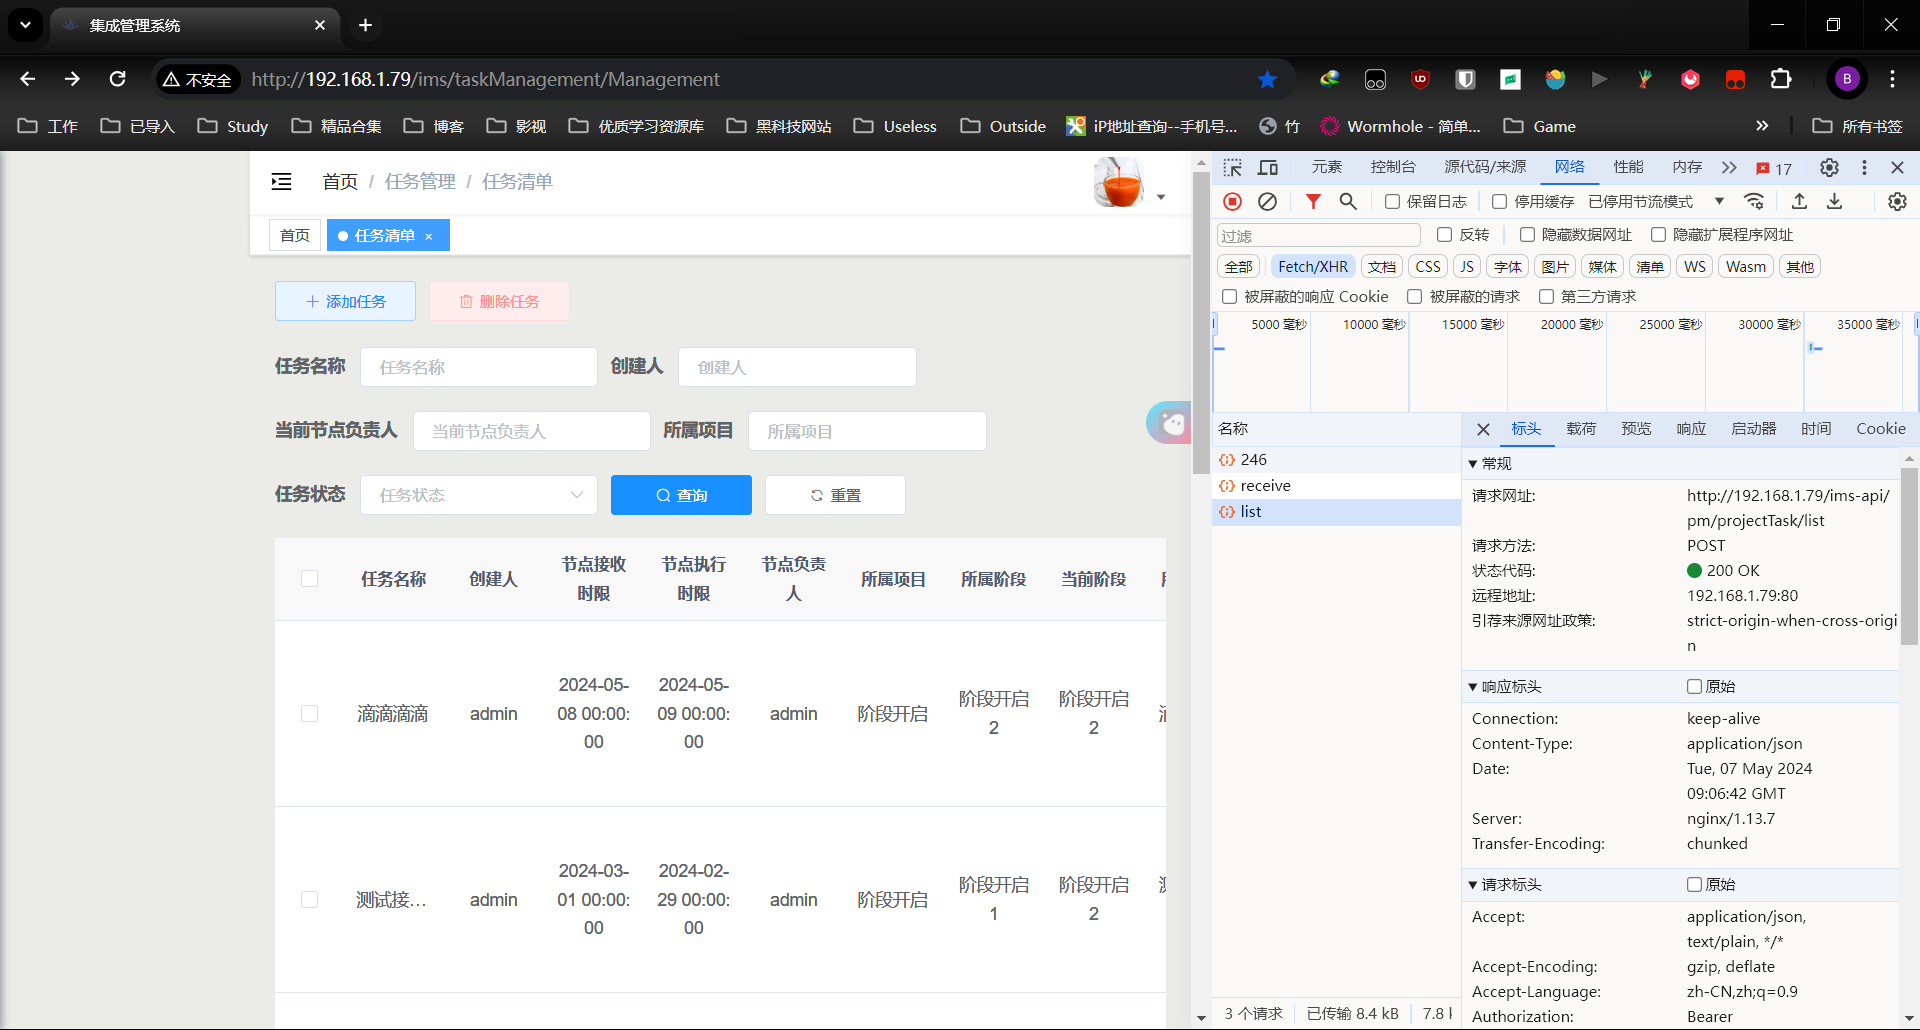 集成管理系统
不安全 http://192.168.1.79/ims/taskManagement/Management
B
工作 已导入 Study 精品合集 博客 影视 优质学习资源库 黑科技网站 Useless Outside iP地址查询--手机号... 竹 Wormhole - 简单... Game 所有书签
首页 / 任务管理 / 任务清单
首页 任务清单
添加任务 删除任务
任务名称 任务名称 创建人 创建人
当前节点负责人 当前节点负责人 所属项目 所属项目
任务状态 任务状态 查询 重置
任务名称 创建人 节点接收时限 节点执行时限 节点负责人 所属项目 所属阶段 当前阶段
滴滴滴滴 admin 2024-05-08 00:00:00 2024-05-09 00:00:00 admin 阶段开启 阶段开启2 阶段开启2
测试接... admin 2024-03-01 00:00:00 2024-02-29 00:00:00 admin 阶段开启 阶段开启1 阶段开启2
元素 控制台 源代码/来源 网络 性能 内存 17
保留日志 停用缓存 已停用节流模式
过滤 反转 隐藏数据网址 隐藏扩展程序网址
全部 Fetch/XHR 文档 CSS JS 字体 图片 媒体 清单 WS Wasm 其他
被屏蔽的响应 Cookie 被屏蔽的请求 第三方请求
5000 毫秒 10000 毫秒 15000 毫秒 20000 毫秒 25000 毫秒 30000 毫秒 35000 毫秒
名称
246
receive
list
标头 载荷 预览 响应 启动器 时间 Cookie
常规
请求网址: http://192.168.1.79/ims-api/
pm/projectTask/list
请求方法: POST
状态代码: 200 OK
远程地址: 192.168.1.79:80
引荐来源网址政策: strict-origin-when-cross-origi
n
响应标头 原始
Connection: keep-alive
Content-Type: application/json
Date: Tue, 07 May 2024
09:06:42 GMT
Server: nginx/1.13.7
Transfer-Encoding: chunked
请求标头 原始
Accept: application/json,
text/plain, */*
Accept-Encoding: gzip, deflate
Accept-Language: zh-CN,zh;q=0.9
Authorization: Bearer
3 个请求 已传输 8.4 kB 7.8